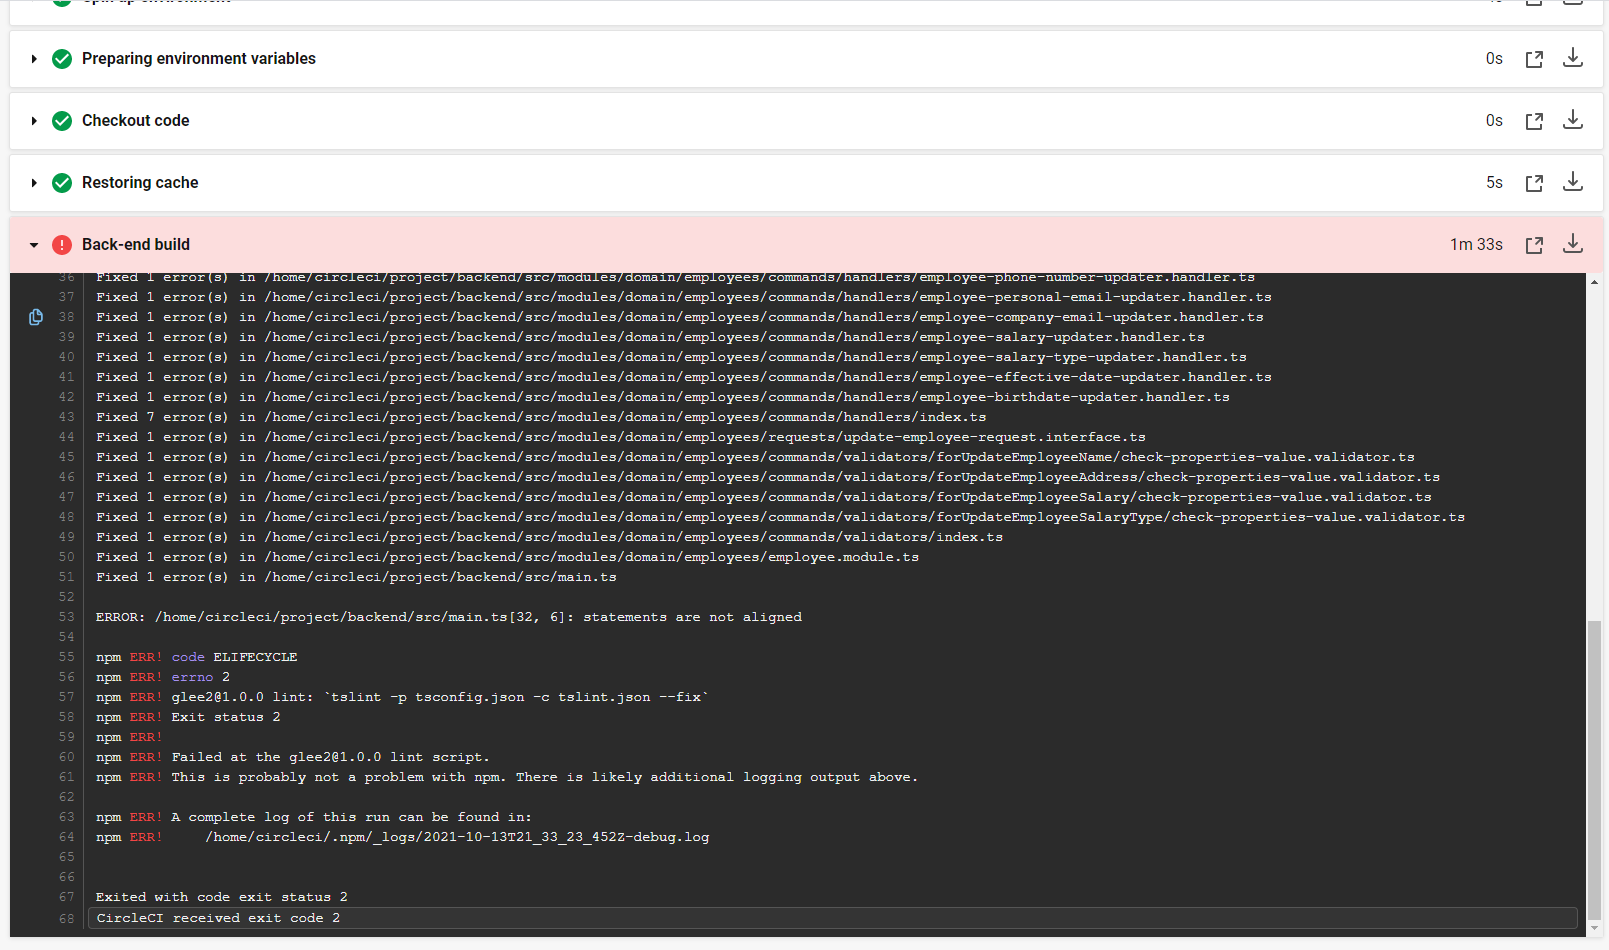 Spin up environment
Preparing environment variables 0s
Checkout code 0s
Restoring cache 5s
Back-end build 1m 33s
36 Fixed 1 error(s) in /home/circleci/project/backend/src/modules/domain/employees/commands/handlers/employee-phone-number-updater.handler.ts
37 Fixed 1 error(s) in /home/circleci/project/backend/src/modules/domain/employees/commands/handlers/employee-personal-email-updater.handler.ts
38 Fixed 1 error(s) in /home/circleci/project/backend/src/modules/domain/employees/commands/handlers/employee-company-email-updater.handler.ts
39 Fixed 1 error(s) in /home/circleci/project/backend/src/modules/domain/employees/commands/handlers/employee-salary-updater.handler.ts
40 Fixed 1 error(s) in /home/circleci/project/backend/src/modules/domain/employees/commands/handlers/employee-salary-type-updater.handler.ts
41 Fixed 1 error(s) in /home/circleci/project/backend/src/modules/domain/employees/commands/handlers/employee-effective-date-updater.handler.ts
42 Fixed 1 error(s) in /home/circleci/project/backend/src/modules/domain/employees/commands/handlers/employee-birthdate-updater.handler.ts
43 Fixed 7 error(s) in /home/circleci/project/backend/src/modules/domain/employees/commands/handlers/index.ts
44 Fixed 1 error(s) in /home/circleci/project/backend/src/modules/domain/employees/requests/update-employee-request.interface.ts
45 Fixed 1 error(s) in /home/circleci/project/backend/src/modules/domain/employees/commands/validators/forUpdateEmployeeName/check-properties-value.validator.ts
46 Fixed 1 error(s) in /home/circleci/project/backend/src/modules/domain/employees/commands/validators/forUpdateEmployeeAddress/check-properties-value.validator.ts
47 Fixed 1 error(s) in /home/circleci/project/backend/src/modules/domain/employees/commands/validators/forUpdateEmployeeSalary/check-properties-value.validator.ts
48 Fixed 1 error(s) in /home/circleci/project/backend/src/modules/domain/employees/commands/validators/forUpdateEmployeeSalaryType/check-properties-value.validator.ts
49 Fixed 1 error(s) in /home/circleci/project/backend/src/modules/domain/employees/commands/validators/index.ts
50 Fixed 1 error(s) in /home/circleci/project/backend/src/modules/domain/employees/employee.module.ts
51 Fixed 1 error(s) in /home/circleci/project/backend/src/main.ts
52
53 ERROR: /home/circleci/project/backend/src/main.ts[32, 6]: statements are not aligned
54
55 npm ERR! code ELIFECYCLE
56 npm ERR! errno 2
57 npm ERR! glee2@1.0.0 lint: `tslint -p tsconfig.json -c tslint.json --fix`
58 npm ERR! Exit status 2
59 npm ERR!
60 npm ERR! Failed at the glee2@1.0.0 lint script.
61 npm ERR! This is probably not a problem with npm. There is likely additional logging output above.
62
63 npm ERR! A complete log of this run can be found in:
64 npm ERR!     /home/circleci/.npm/_logs/2021-10-13T21_33_23_452Z-debug.log
65
66
67 Exited with code exit status 2
68 CircleCI received exit code 2